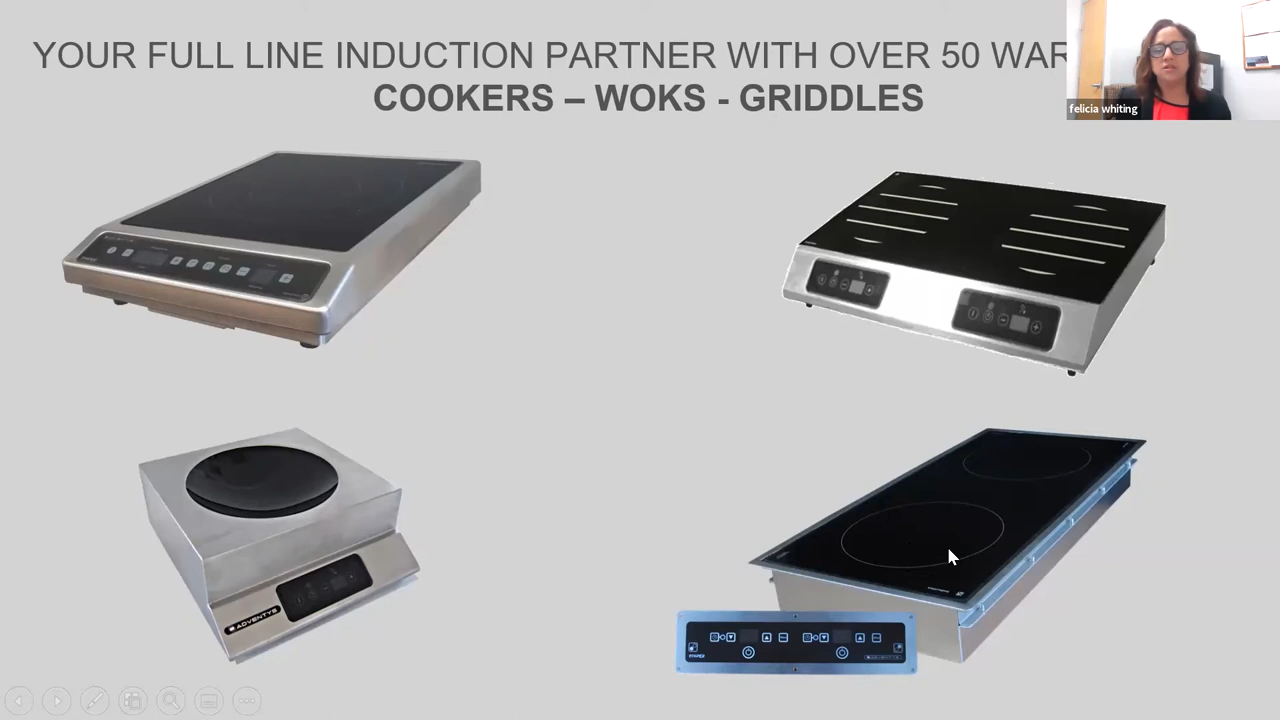 YOUR FULL LINE INDUCTION PARTNER WITH OVER 50 WAR
COOKERS – WOKS - GRIDDLES
felicia whiting
ADVENTYS